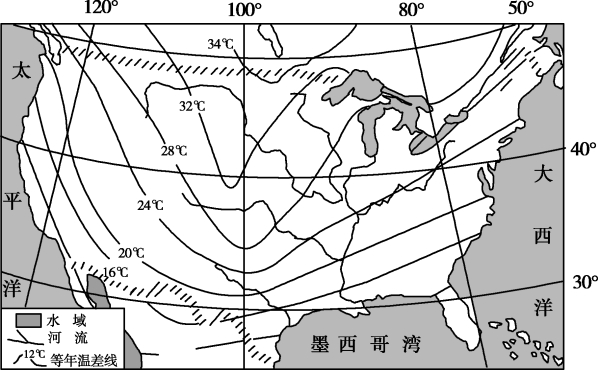 120° 100° 80° 50°
34℃
太
平
洋
32℃
28℃
24℃
20℃
16℃
40°
大
西
洋
30°
墨西哥湾
水 域
河 流
12℃ 等年温差线